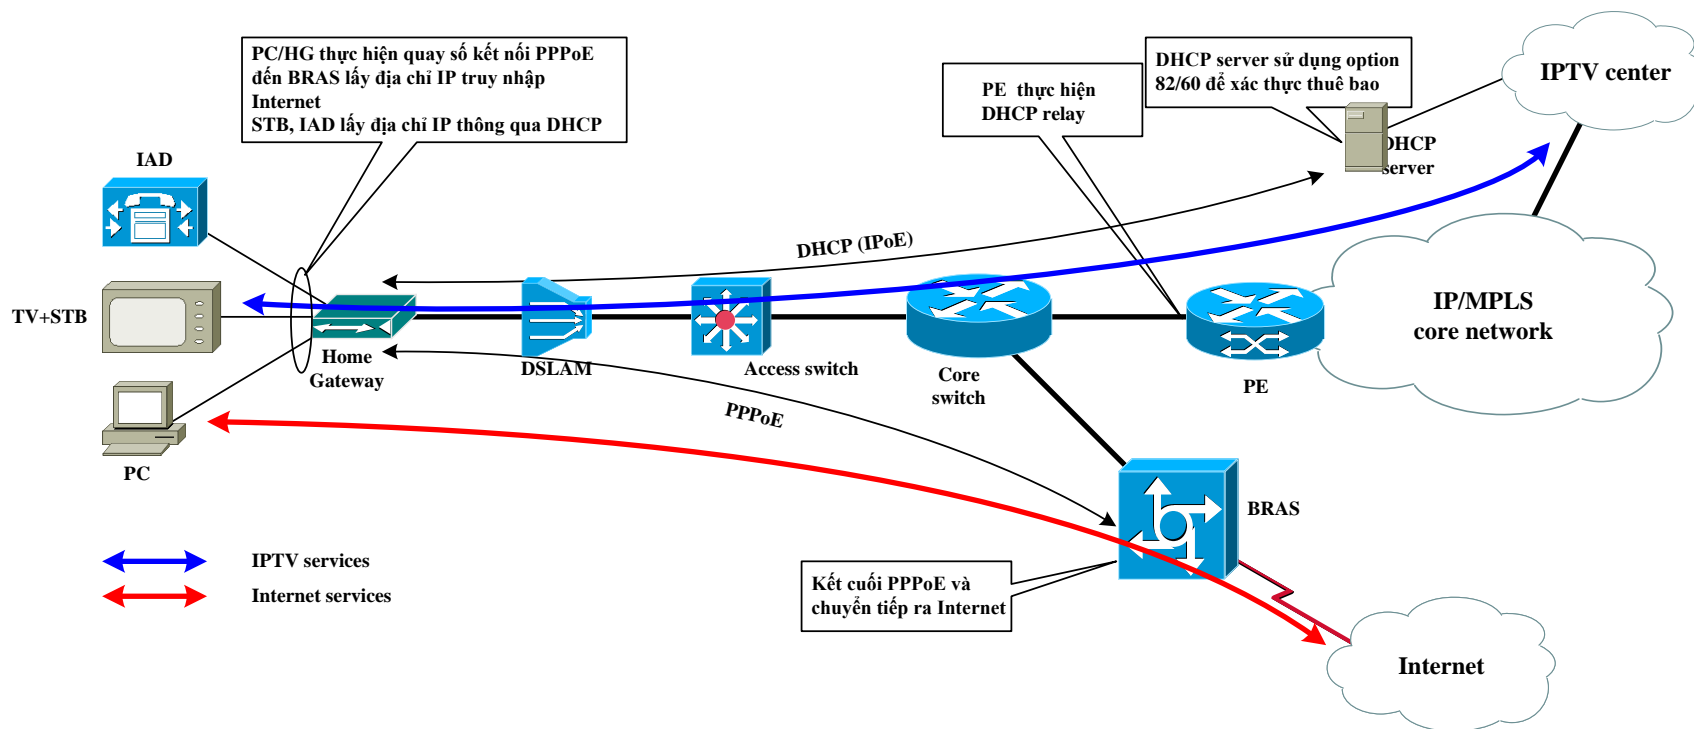 PC/HG thực hiện quay số kết nối PPPoE
đến BRAS lấy địa chỉ IP truy nhập
Internet
STB, IAD lấy địa chỉ IP thông qua DHCP
PE thực hiện
DHCP relay
DHCP server sử dụng option
82/60 để xác thực thuê bao
IPTV center
DHCP
server
IAD
DHCP (IPoE)
TV+STB
IP/MPLS
core network
Home
Gateway
DSLAM
Access switch
Core
switch
PE
PPPoE
PC
BRAS
IPTV services
Internet services
Kết cuối PPPoE và
chuyển tiếp ra Internet
Internet